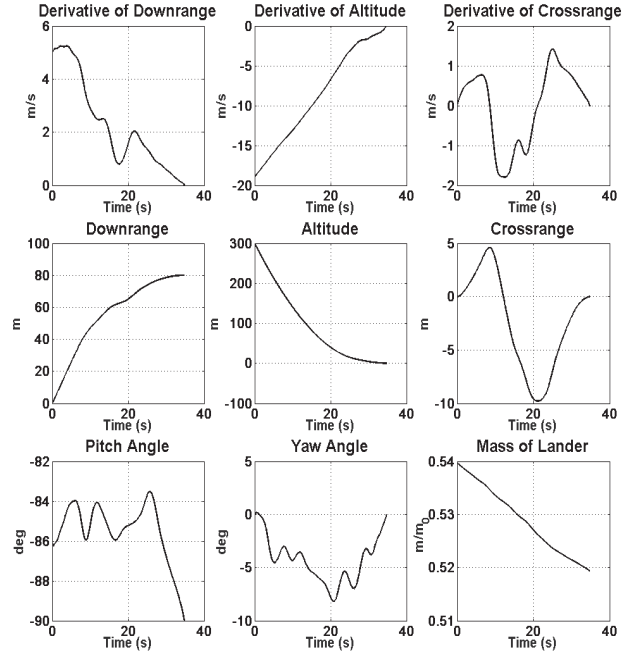 Derivative of Downrange
6
4
2
0
m/s
0
20
40
Time (s)
Derivative of Altitude
0
-5
-10
-15
-20
m/s
0
20
40
Time (s)
Derivative of Crossrange
2
1
0
-1
-2
m/s
0
20
40
Time (s)
Downrange
100
80
60
40
20
0
m
0
20
40
Time (s)
Altitude
300
200
100
0
-100
m
0
20
40
Time (s)
Crossrange
5
0
-5
-10
m
0
20
40
Time (s)
Pitch Angle
-82
-84
-86
-88
-90
deg
0
20
40
Time (s)
Yaw Angle
5
0
-5
-10
deg
0
20
40
Time (s)
Mass of Lander
0.54
0.53
0.52
0.51
m/m0
0
20
40
Time (s)